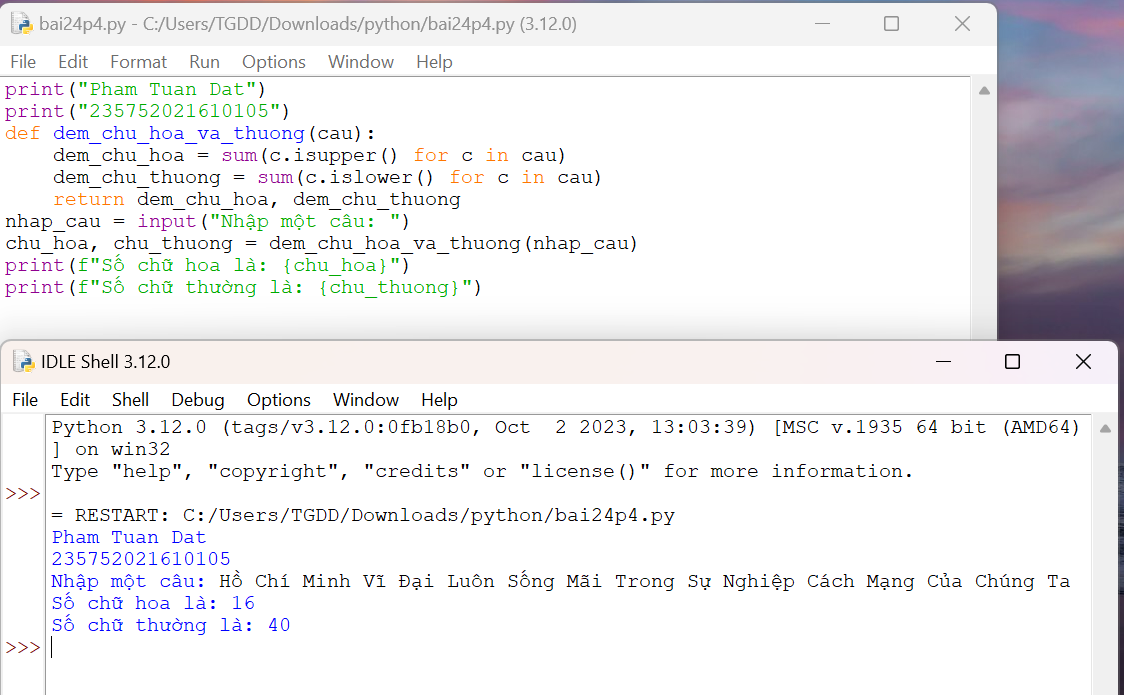 bai24p4.py - C:/Users/TGDD/Downloads/python/bai24p4.py (3.12.0)
File Edit Format Run Options Window Help
print("Pham Tuan Dat")
print("235752021610105")
def dem_chu_hoa_va_thuong(cau):
    dem_chu_hoa = sum(c.isupper() for c in cau)
    dem_chu_thuong = sum(c.islower() for c in cau)
    return dem_chu_hoa, dem_chu_thuong
nhap_cau = input("Nhập một câu: ")
chu_hoa, chu_thuong = dem_chu_hoa_va_thuong(nhap_cau)
print(f"Số chữ hoa là: {chu_hoa}")
print(f"Số chữ thường là: {chu_thuong}")
IDLE Shell 3.12.0
File Edit Shell Debug Options Window Help
Python 3.12.0 (tags/v3.12.0:0fb18b0, Oct  2 2023, 13:03:39) [MSC v.1935 64 bit (AMD64)
] on win32
Type "help", "copyright", "credits" or "license()" for more information.
>>>
= RESTART: C:/Users/TGDD/Downloads/python/bai24p4.py
Pham Tuan Dat
235752021610105
Nhập một câu: Hồ Chí Minh Vĩ Đại Luôn Sống Mãi Trong Sự Nghiệp Cách Mạng Của Chúng Ta
Số chữ hoa là: 16
Số chữ thường là: 40
>>>